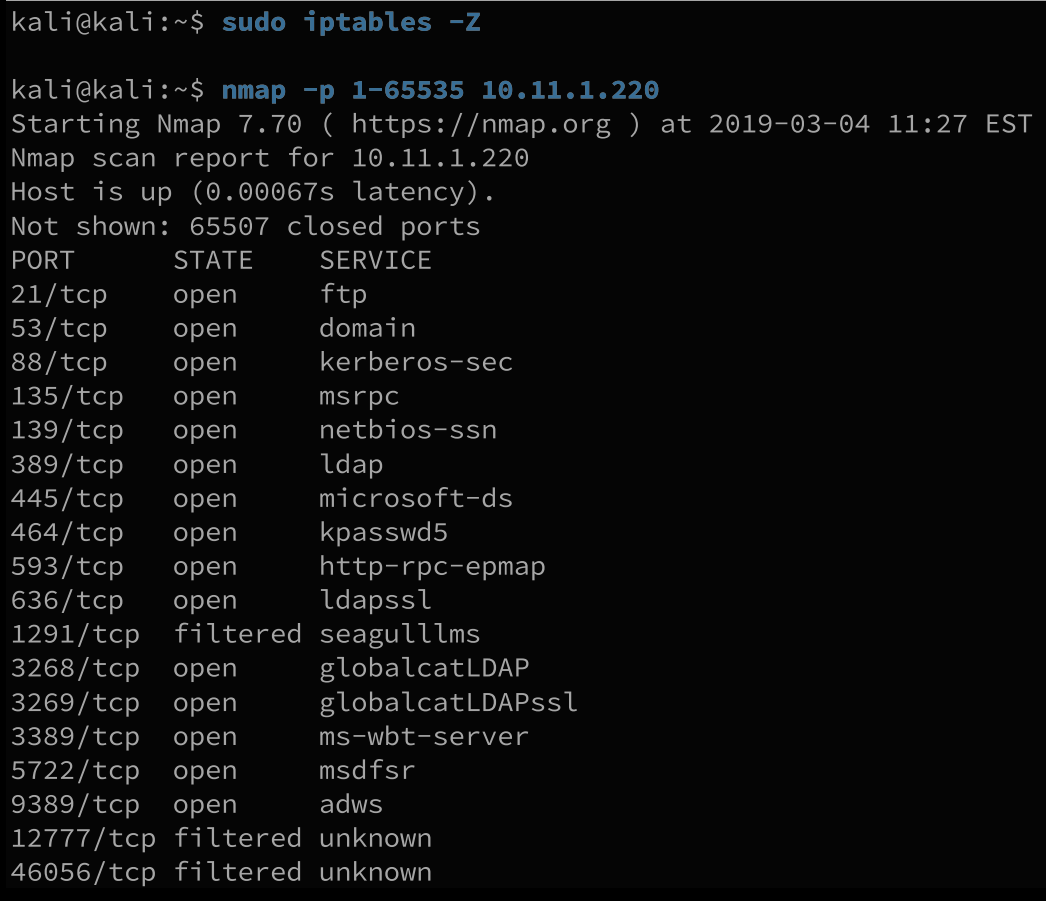 kali@kali:~$ sudo iptables -Z
kali@kali:~$ nmap -p 1-65535 10.11.1.220
Starting Nmap 7.70 ( https://nmap.org ) at 2019-03-04 11:27 EST
Nmap scan report for 10.11.1.220
Host is up (0.00067s latency).
Not shown: 65507 closed ports
PORT      STATE    SERVICE
21/tcp    open     ftp
53/tcp    open     domain
88/tcp    open     kerberos-sec
135/tcp   open     msrpc
139/tcp   open     netbios-ssn
389/tcp   open     ldap
445/tcp   open     microsoft-ds
464/tcp   open     kpasswd5
593/tcp   open     http-rpc-epmap
636/tcp   open     ldapssl
1291/tcp  filtered seagulllms
3268/tcp  open     globalcatLDAP
3269/tcp  open     globalcatLDAPssl
3389/tcp  open     ms-wbt-server
5722/tcp  open     msdfsr
9389/tcp  open     adws
12777/tcp filtered unknown
46056/tcp filtered unknown